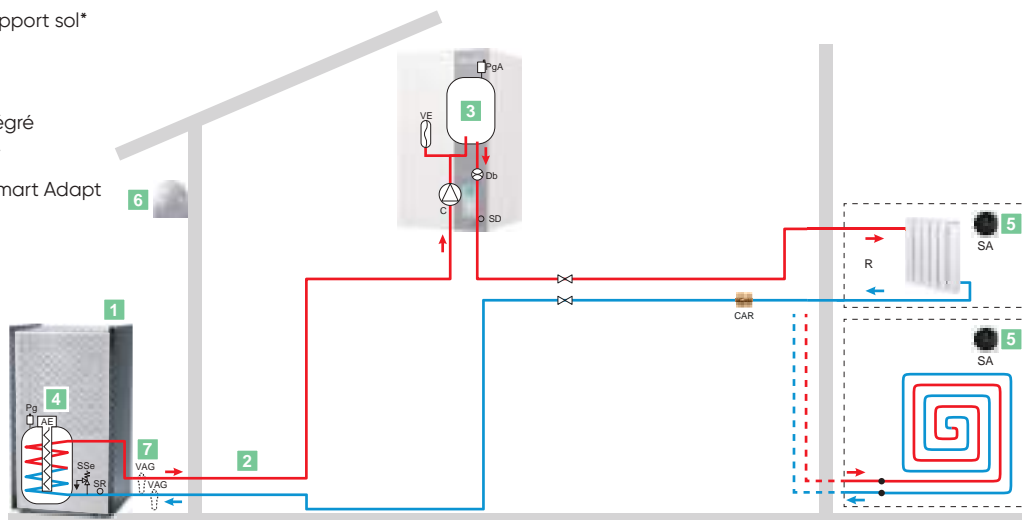 pport sol*
égré
mart Adapt
6
PgA
3
VE
Db
C
SD
5
SA
R
CAR
5
SA
1
4
Pg
AE
7
VAG
2
SSe
SR
VAG